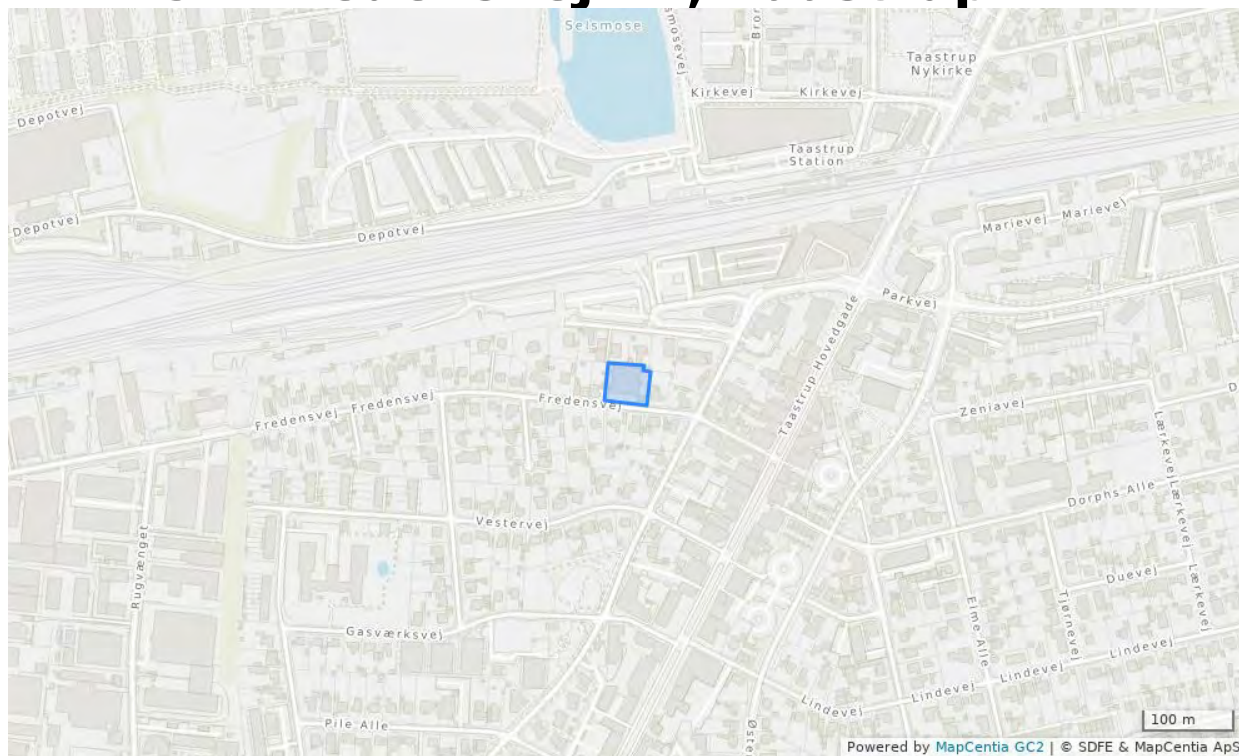 Selsmose
Taastrup
Nykirke
Kirkevej
Kirkevej
Depotvej
Taastrup
Station
Marievej
Depotvej
Depotvej
Parkvej
Taastrup Hovedgade
Fredensvej
Fredensvej
Fredensvej
Zeniavej
Lærkevej
Lærkevej
Lærkevej
Dorphs Alle
Vestervej
Rugvænget
Duevej
Elme Alle
Tjørnevej
Gasværksvej
Lindevej
Lindevej
Lindevej
Lindevej
Pile Alle
100 m
Powered by MapCentia GC2 | © SDFE & MapCentia ApS